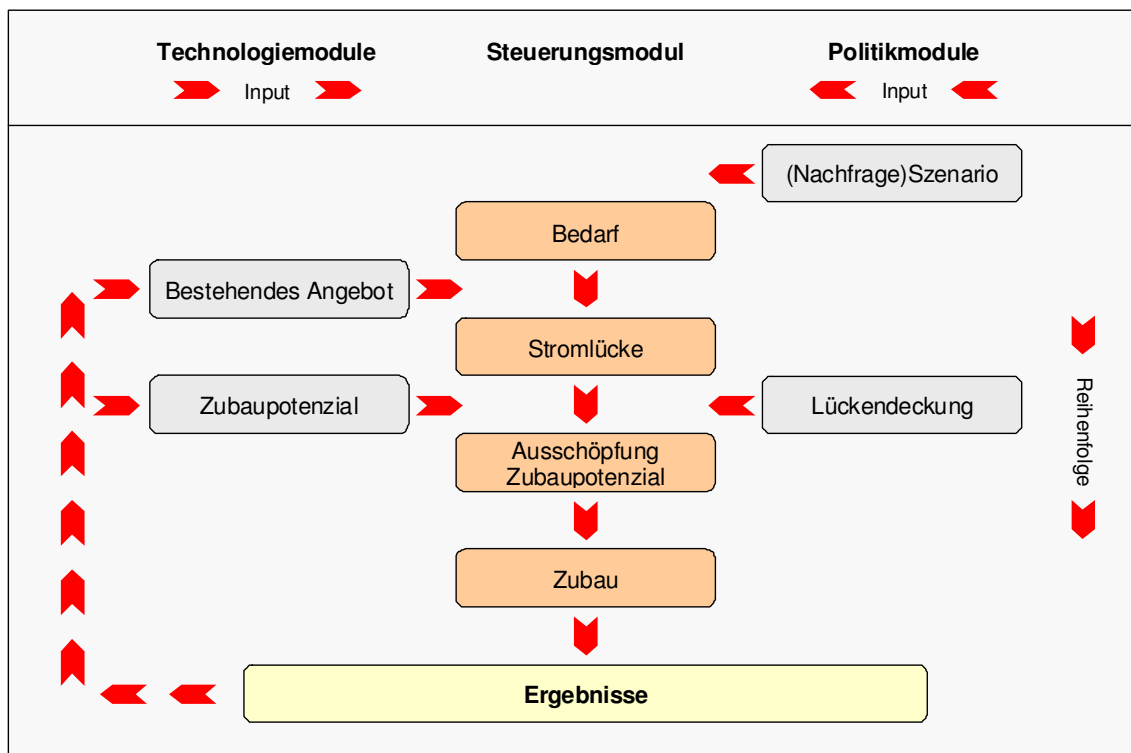 Technologiemodule
Steuerungsmodul
Politikmodule
Input
Input
(Nachfrage)Szenario
Bedarf
Bestehendes Angebot
Stromlücke
Zubaupotenzial
Lückendeckung
Reihenfolge
Ausschöpfung
Zubaupotenzial
Zubau
Ergebnisse